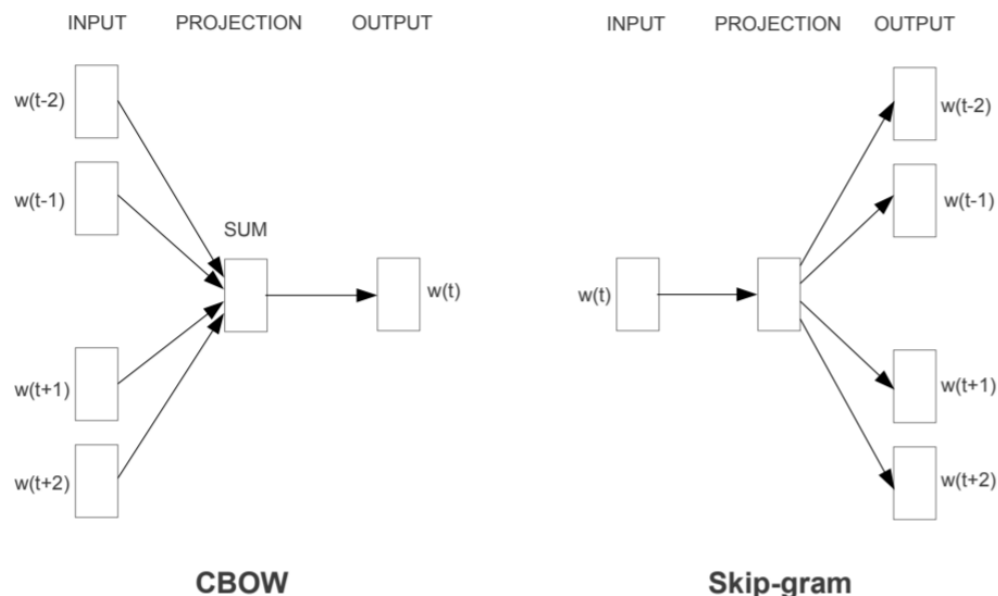 INPUT PROJECTION OUTPUT
w(t-2)
w(t-1)
SUM
w(t)
w(t+1)
w(t+2)
CBOW
INPUT PROJECTION OUTPUT
w(t-2)
w(t-1)
w(t)
w(t+1)
w(t+2)
Skip-gram